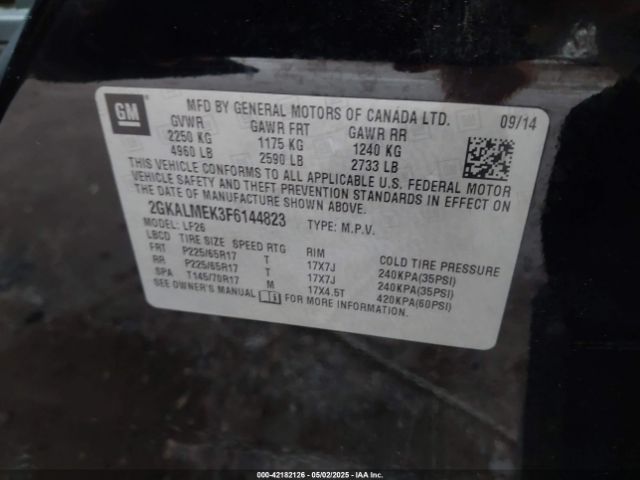 GM
MFD BY GENERAL MOTORS OF CANADA LTD. 09/14
GVWR GAWR FRT GAWR RR
2250 KG 1175 KG 1240 KG
4960 LB 2590 LB 2733 LB
THIS VEHICLE CONFORMS TO ALL APPLICABLE U.S. FEDERAL MOTOR
VEHICLE SAFETY AND THEFT PREVENTION STANDARDS IN EFFECT ON
THE DATE OF MANUFACTURE SHOWN ABOVE.
2GKALMEK3F6144823 TYPE: M.P.V.
MODEL: LF26
LBCD TIRE SIZE SPEED RTG RIM COLD TIRE PRESSURE
FRT P225/65R17 T 17X7J 240KPA(35PSI)
RR P225/65R17 T 17X7J 240KPA(35PSI)
SPA T145/70R17 M 17X4.5T 420KPA(60PSI)
SEE OWNER'S MANUAL FOR MORE INFORMATION.
000-42182126 - 05/02/2025 - IAA